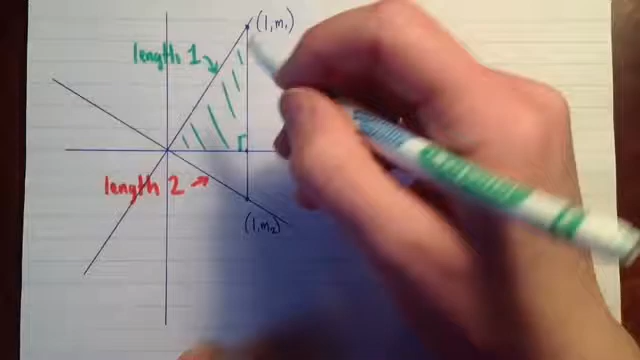 (1,m₁)
length 1
length 2
(1,m₂)